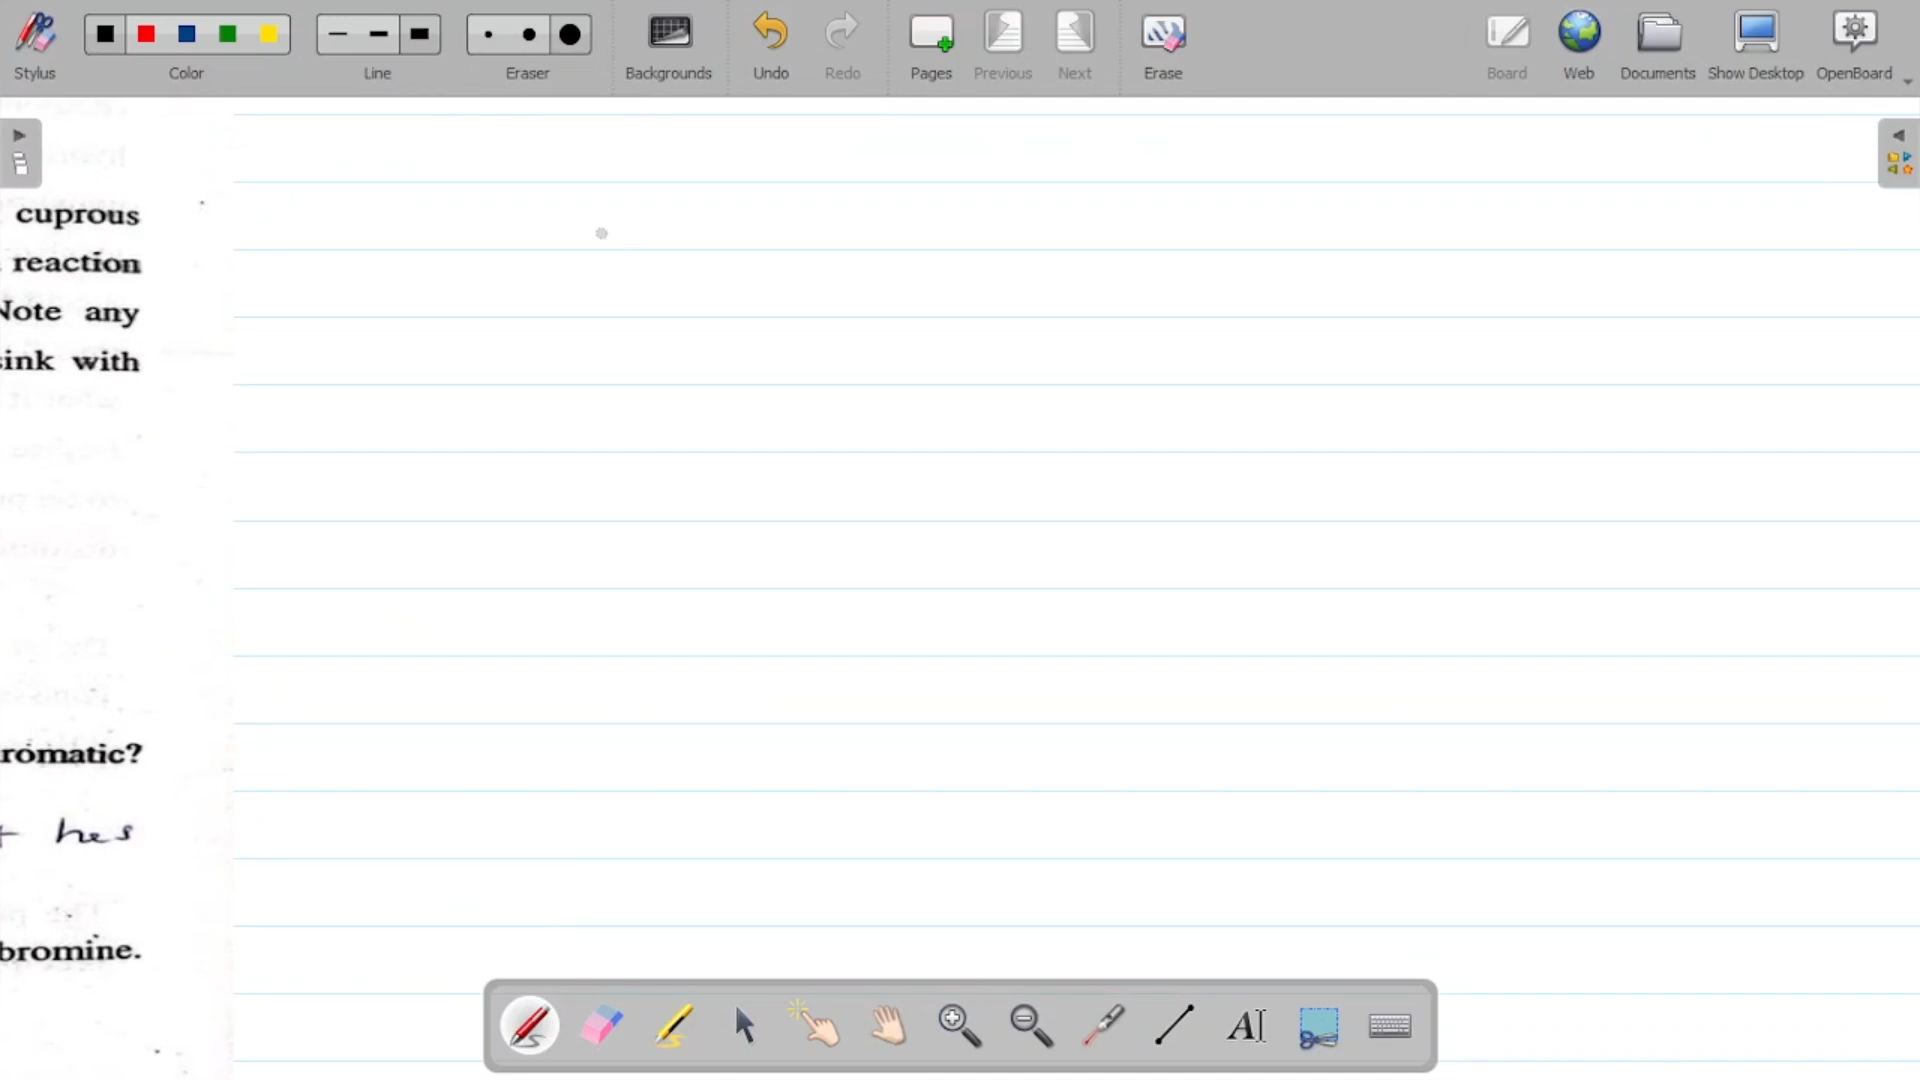 Stylus
Color
Line
Eraser
Backgrounds
Undo
Redo
Pages
Previous
Next
Erase
Board
Web
Documents
Show Desktop
OpenBoard
cuprous
reaction
Note any
sink with
romatic?
hes
bromine.